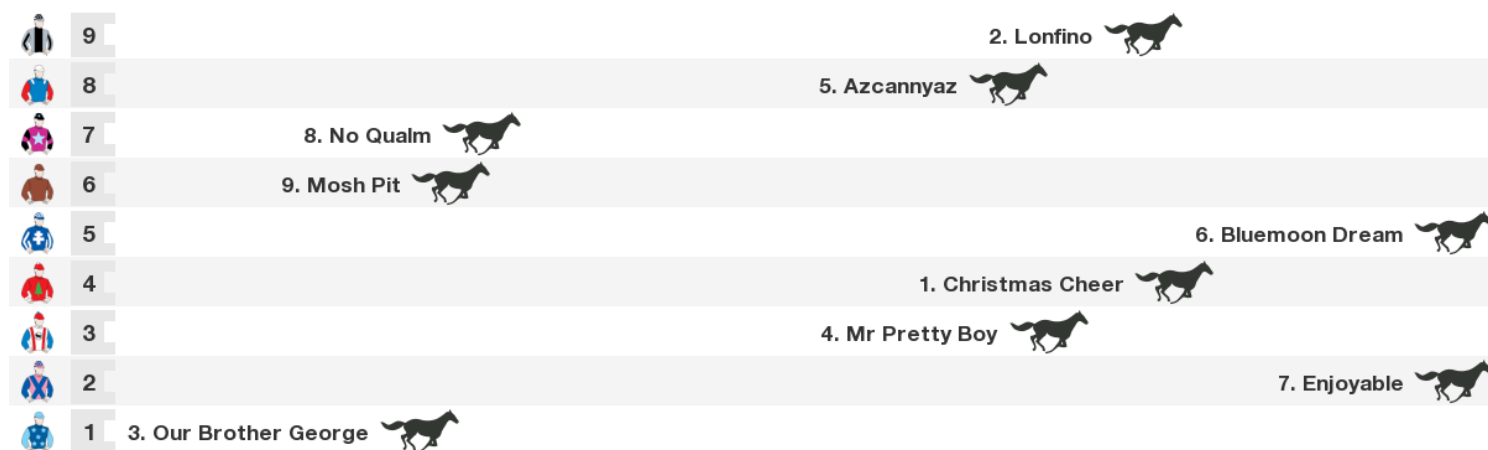 9 2. Lonfino
8 5. Azcannyaz
7 8. No Qualm
6 9. Mosh Pit
5 6. Bluemoon Dream
4 1. Christmas Cheer
3 4. Mr Pretty Boy
2 7. Enjoyable
1 3. Our Brother George